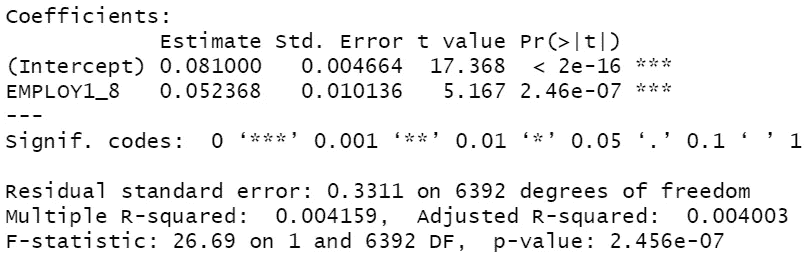 Coefficients:
Estimate Std. Error t value Pr(>|t|)
(Intercept) 0.081000 0.004664 17.368 < 2e-16 ***
EMPLOY1_8 0.052368 0.010136 5.167 2.46e-07 ***
---
Signif. codes: 0 ‘***’ 0.001 ‘**’ 0.01 ‘*’ 0.05 ‘.’ 0.1 ‘ ’ 1
Residual standard error: 0.3311 on 6392 degrees of freedom
Multiple R-squared: 0.004159, Adjusted R-squared: 0.004003
F-statistic: 26.69 on 1 and 6392 DF, p-value: 2.456e-07